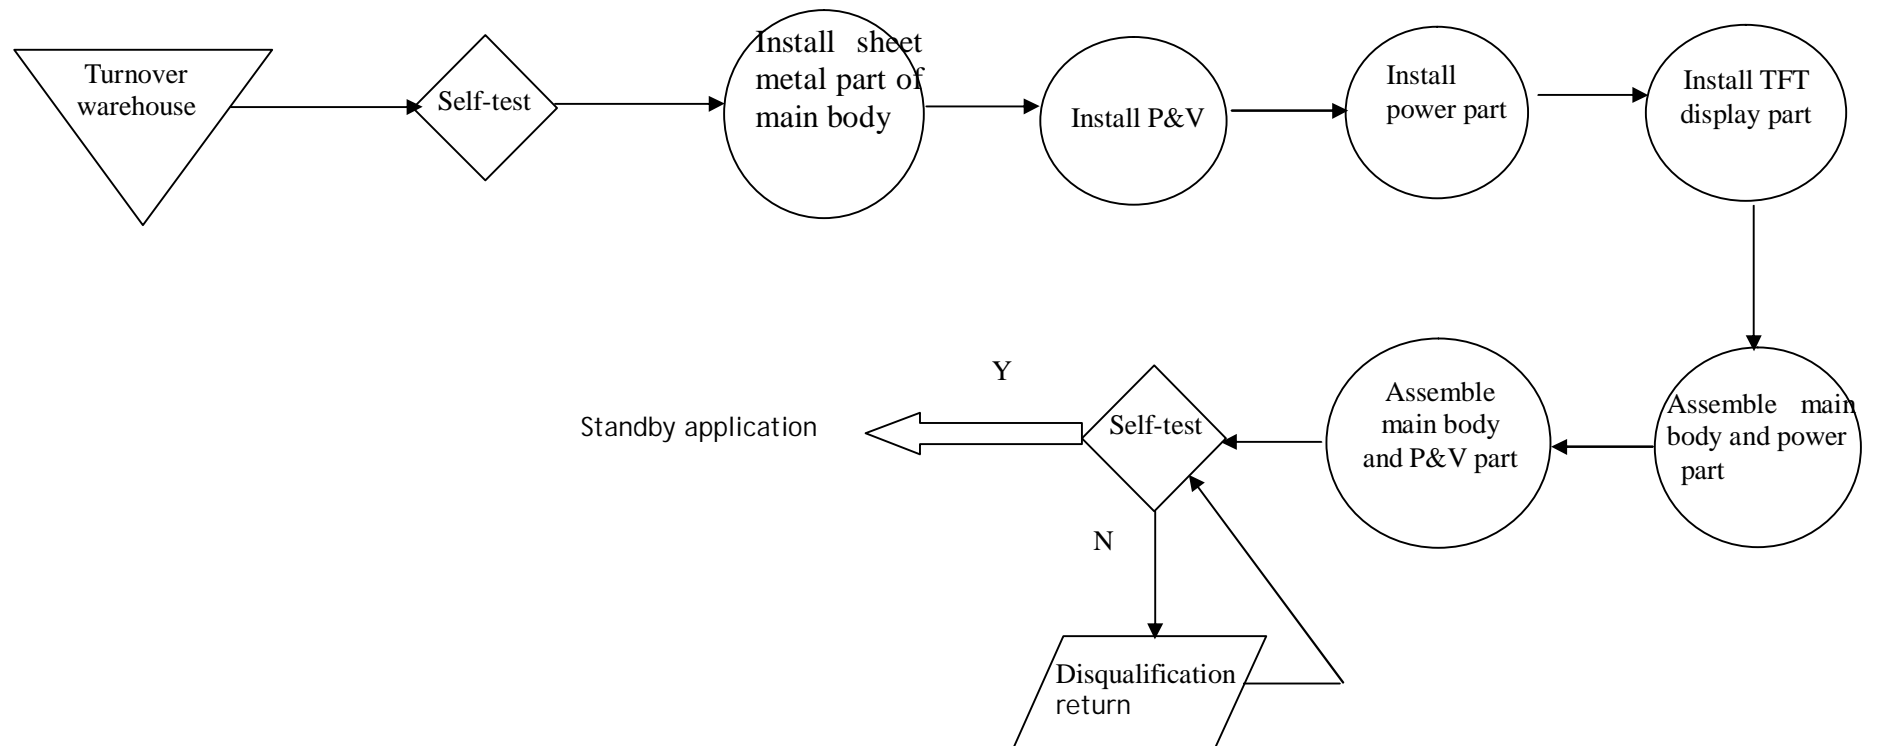 Turnover
warehouse
Self-test
Install sheet
metal part of
main body
Install P&V
Install
power part
Install TFT
display part
Assemble main
body and power
part
Assemble
main body
and P&V part
Self-test
Y
Standby application
N
Disqualification
return